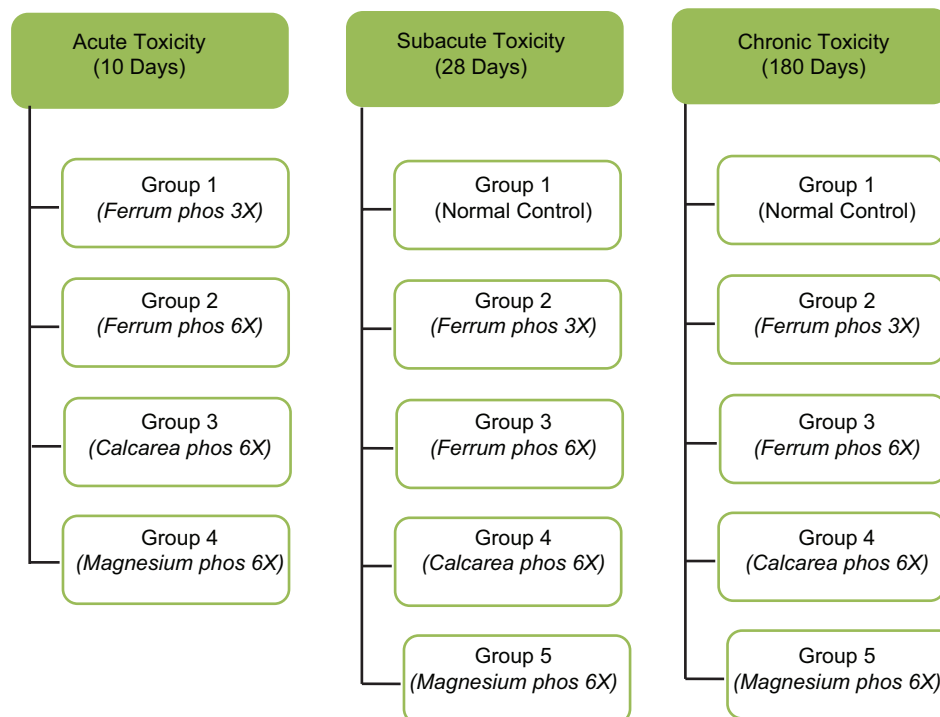 Acute Toxicity
(10 Days)
Group 1
(Ferrum phos 3X)
Group 2
(Ferrum phos 6X)
Group 3
(Calcarea phos 6X)
Group 4
(Magnesium phos 6X)
Subacute Toxicity
(28 Days)
Group 1
(Normal Control)
Group 2
(Ferrum phos 3X)
Group 3
(Ferrum phos 6X)
Group 4
(Calcarea phos 6X)
Group 5
(Magnesium phos 6X)
Chronic Toxicity
(180 Days)
Group 1
(Normal Control)
Group 2
(Ferrum phos 3X)
Group 3
(Ferrum phos 6X)
Group 4
(Calcarea phos 6X)
Group 5
(Magnesium phos 6X)